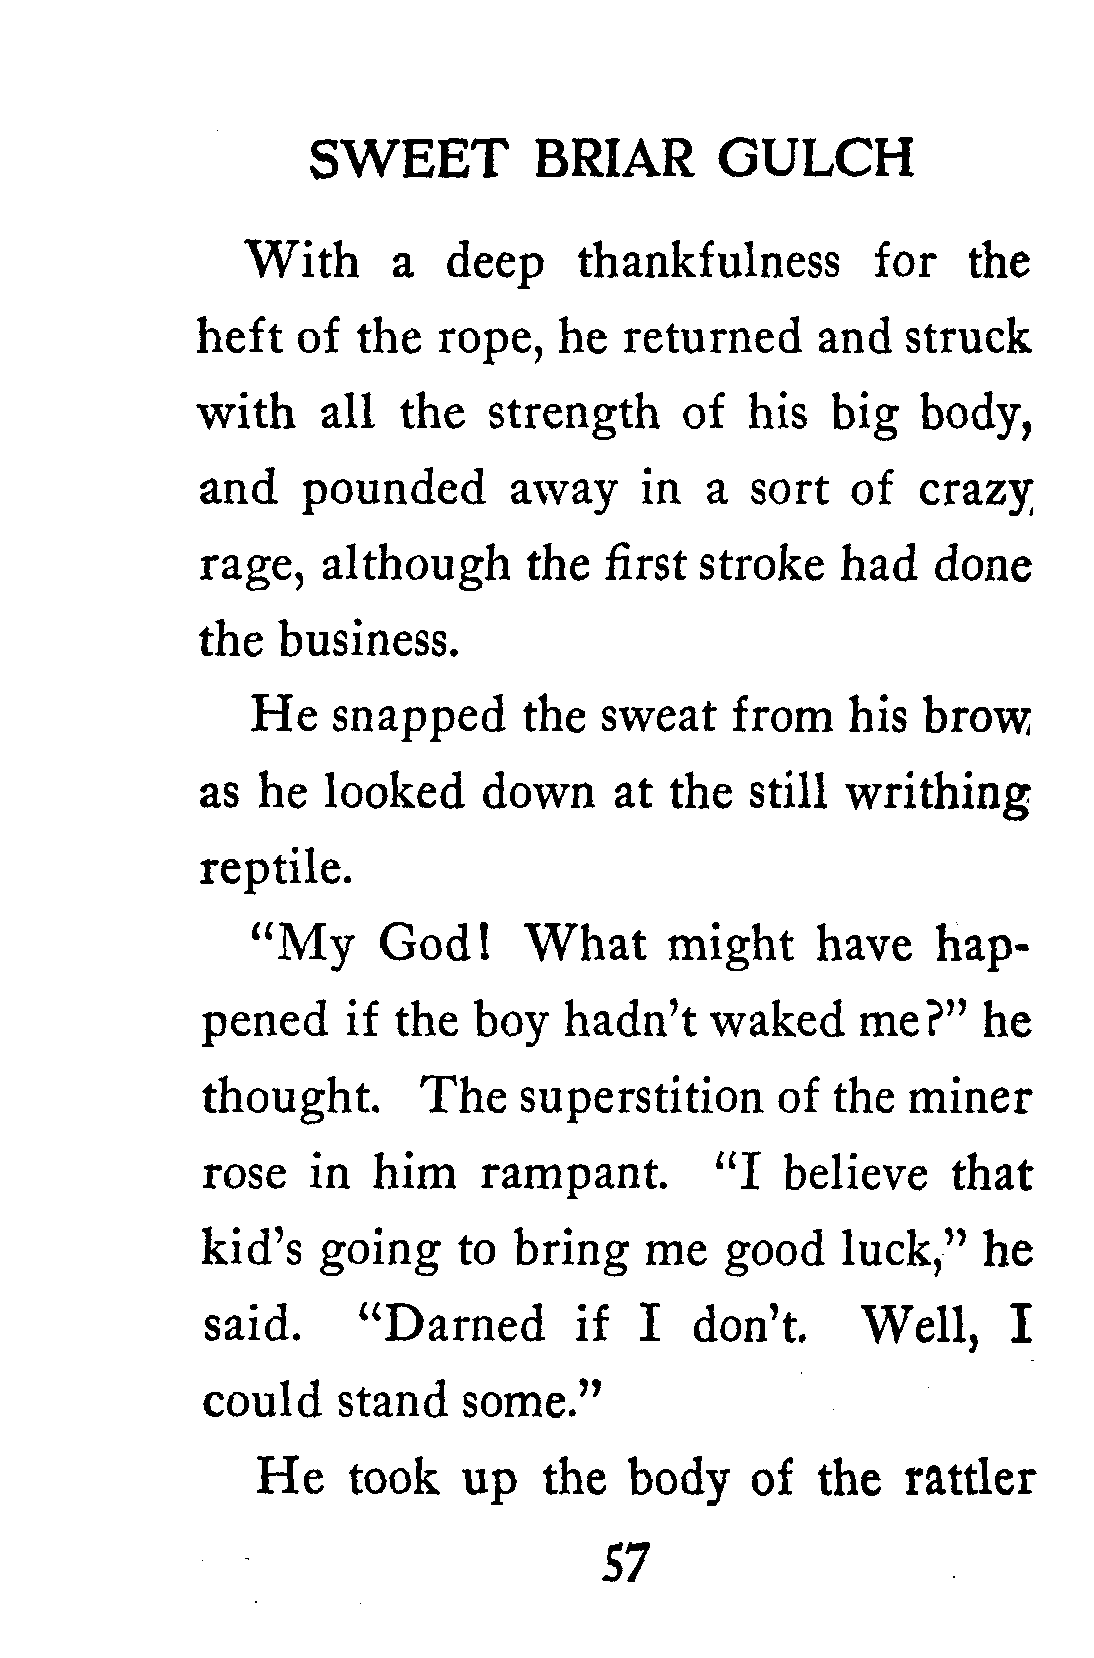 SWEET BRIAR GULCH
With a deep thankfulness for the
heft of the rope, he returned and struck
with all the strength of his big body,
and pounded away in a sort of crazy
rage, although the first stroke had done
the business.
He snapped the sweat from his brow
as he looked down at the still writhing
reptile.
“My God! What might have hap-
pened if the boy hadn’t waked me?” he
thought. The superstition of the miner
rose in him rampant. “I believe that
kid’s going to bring me good luck,” he
said. “Darned if I don’t. Well, I
could stand some.”
He took up the body of the rattler
57